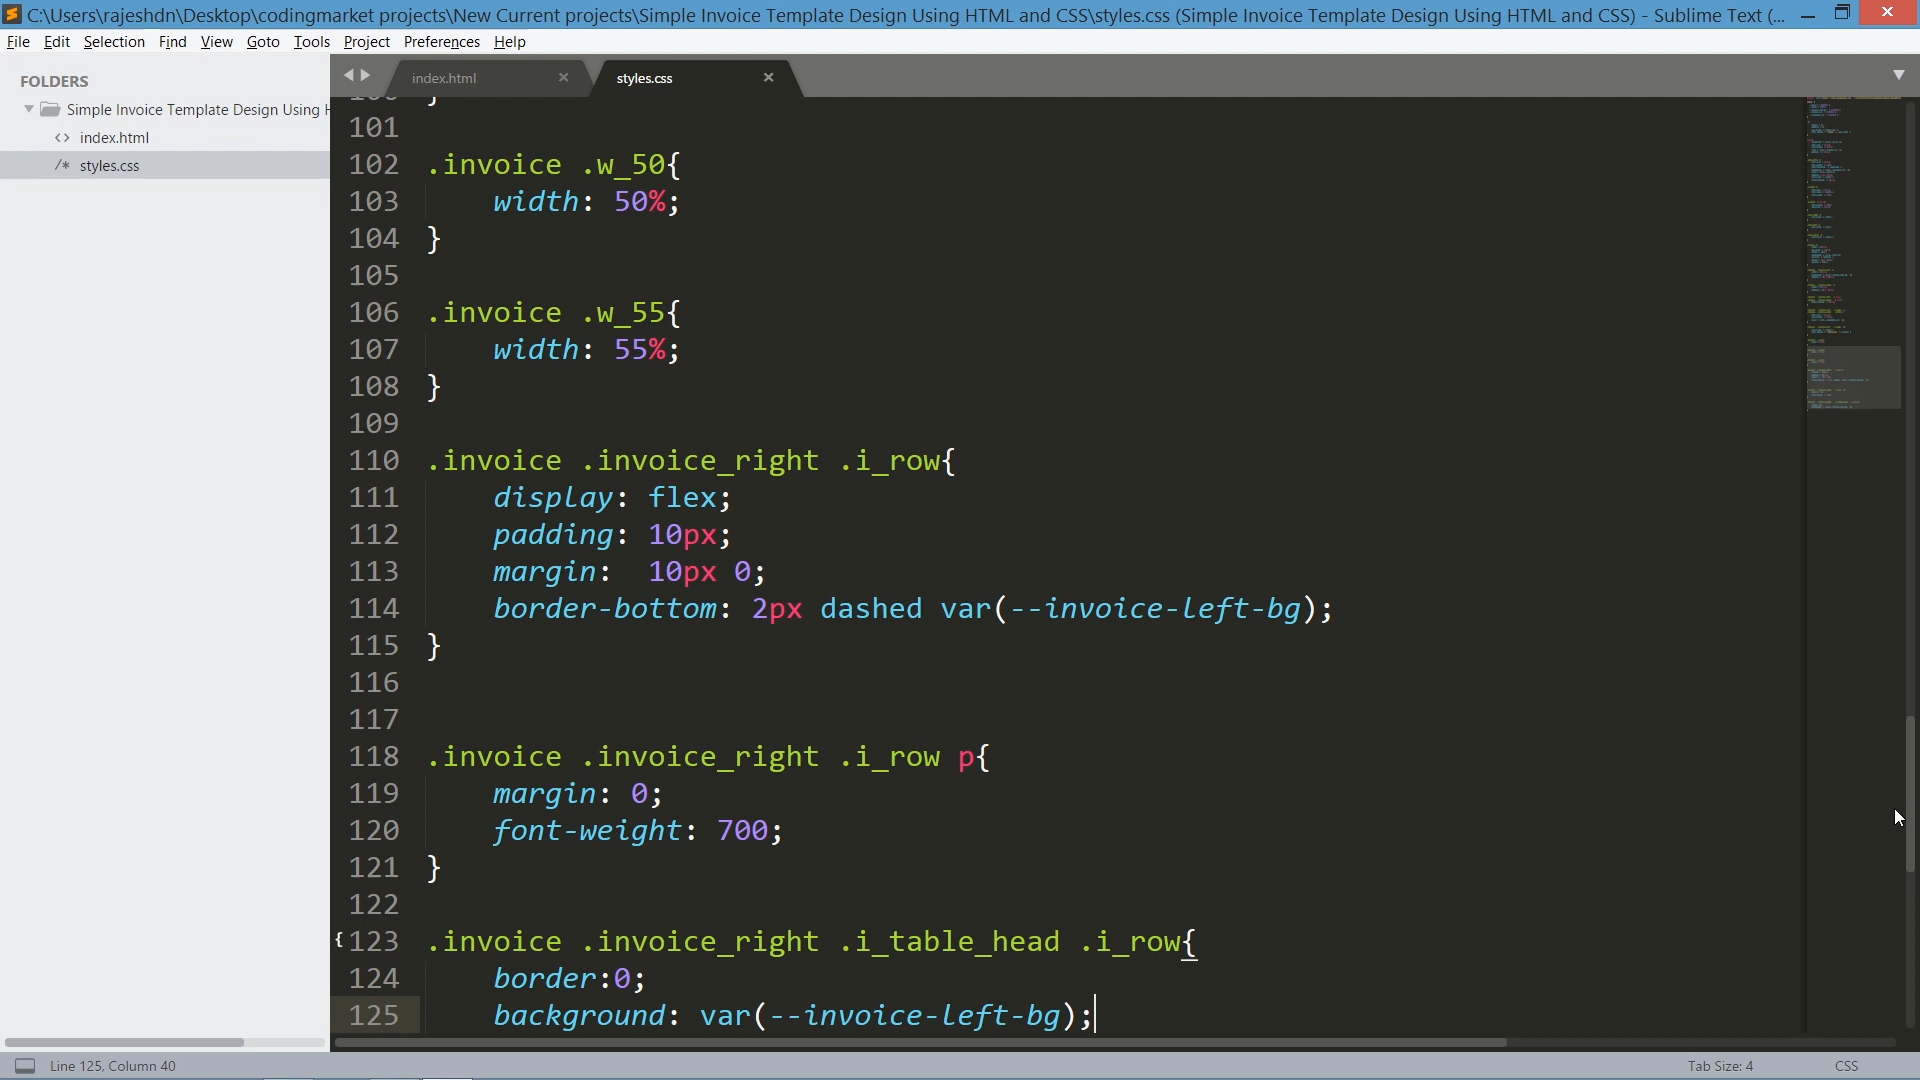 C:\Users\rajeshdn\Desktop\codingmarket projects\New Current projects\Simple Invoice Template Design Using HTML and CSS\styles.css (Simple Invoice Template Design Using HTML and CSS) - Sublime Text (...
File Edit Selection Find View Goto Tools Project Preferences Help
FOLDERS
Simple Invoice Template Design Using H
<> index.html
/* styles.css
index.html
styles.css
101
102 .invoice .w_50{
103 width: 50%;
104 }
105
106 .invoice .w_55{
107 width: 55%;
108 }
109
110 .invoice .invoice_right .i_row{
111 display: flex;
112 padding: 10px;
113 margin:  10px 0;
114 border-bottom: 2px dashed var(--invoice-left-bg);
115 }
116
117
118 .invoice .invoice_right .i_row p{
119 margin: 0;
120 font-weight: 700;
121 }
122
{ 123 .invoice .invoice_right .i_table_head .i_row{
124 border:0;
125 background: var(--invoice-left-bg);
Line 125, Column 40
Tab Size: 4
CSS